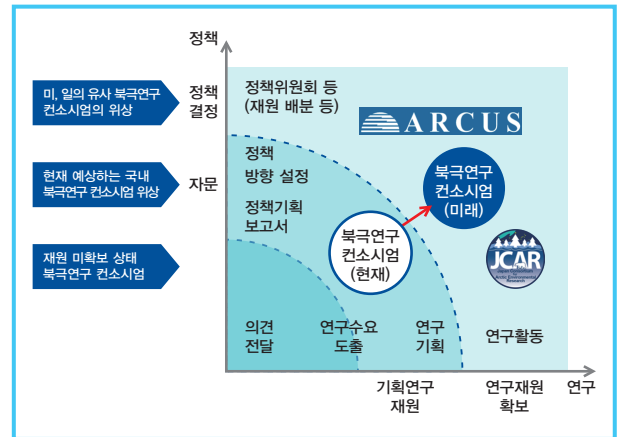 정책
미, 일의 유사 북극연구
컨소시엄의 위상
정책
결정
정책위원회 등
(재원 배분 등)
ARCUS
현재 예상하는 국내
북극연구 컨소시엄 위상
자문
정책
방향 설정
정책기획
보고서
북극연구
컨소시엄
(미래)
북극연구
컨소시엄
(현재)
재원 미확보 상태
북극연구 컨소시엄
JCAR
Japan Consortium
for
Arctic Environmental
Research
의견
전달
연구수요
도출
연구
기획
연구활동
기획연구
재원
연구재원
확보
연구